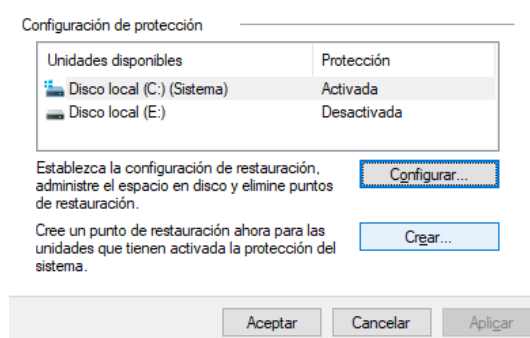 Configuración de protección
Unidades disponibles Protección
Disco local (C:) (Sistema) Activada
Disco local (E:) Desactivada
Establezca la configuración de restauración,
administre el espacio en disco y elimine puntos
de restauración.
Configurar...
Cree un punto de restauración ahora para las
unidades que tienen activada la protección del
sistema.
Crear...
Aceptar Cancelar Aplicar